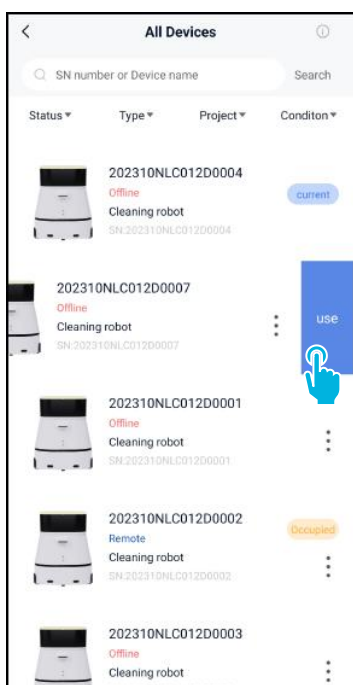 All Devices
SN number or Device name Search
Status Type Project Conditon
202310NLC012D0004
Offline
current
Cleaning robot
SN:202310NLC012D0004
202310NLC012D0007
Offline
use
Cleaning robot
SN:202310NLC012D0007
202310NLC012D0001
Offline
Cleaning robot
SN:202310NLC012D0001
202310NLC012D0002
Remote
Occupied
Cleaning robot
SN:202310NLC012D0002
202310NLC012D0003
Offline
Cleaning robot